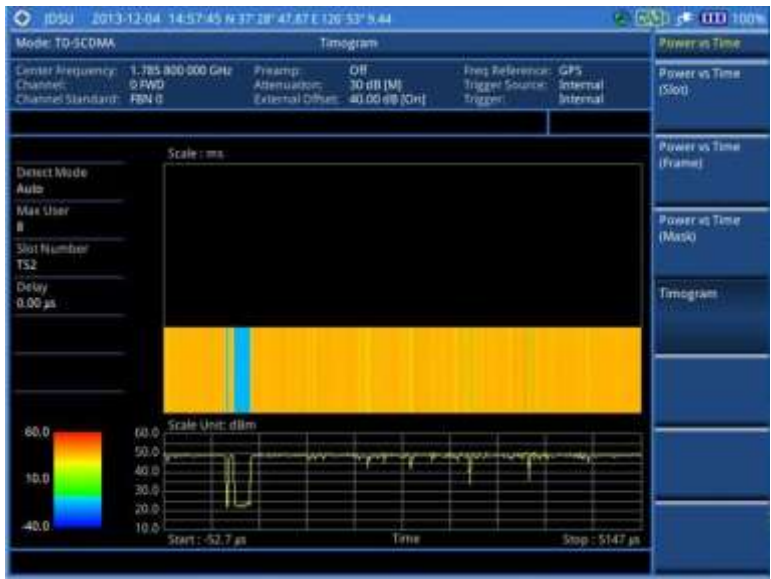 JDSU 2013-12-04 14:57:45 N 37° 28' 47.87 E 126° 53' 9.44 100%
Mode: TD-SCDMA Timogram Power vs Time
Center Frequency: 1.785 800 000 GHz Preamp: Off Freq Reference: GPS
Channel: 0 FWD Attenuation: 30 dB [M] Trigger Source: Internal
Channel Standard: FBN 0 External Offset: 40.00 dB [On] Trigger: Internal
Power vs Time
(Slot)
Scale : ms
Power vs Time
(Frame)
Detect Mode
Auto
Max User
8
Power vs Time
(Mask)
Slot Number
TS2
Delay
0.00 µs
Timogram
Scale Unit: dBm
60.0
10.0
-40.0
60.0
50.0
40.0
30.0
20.0
10.0
Start : -52.7 µs Time Stop : 5147 µs